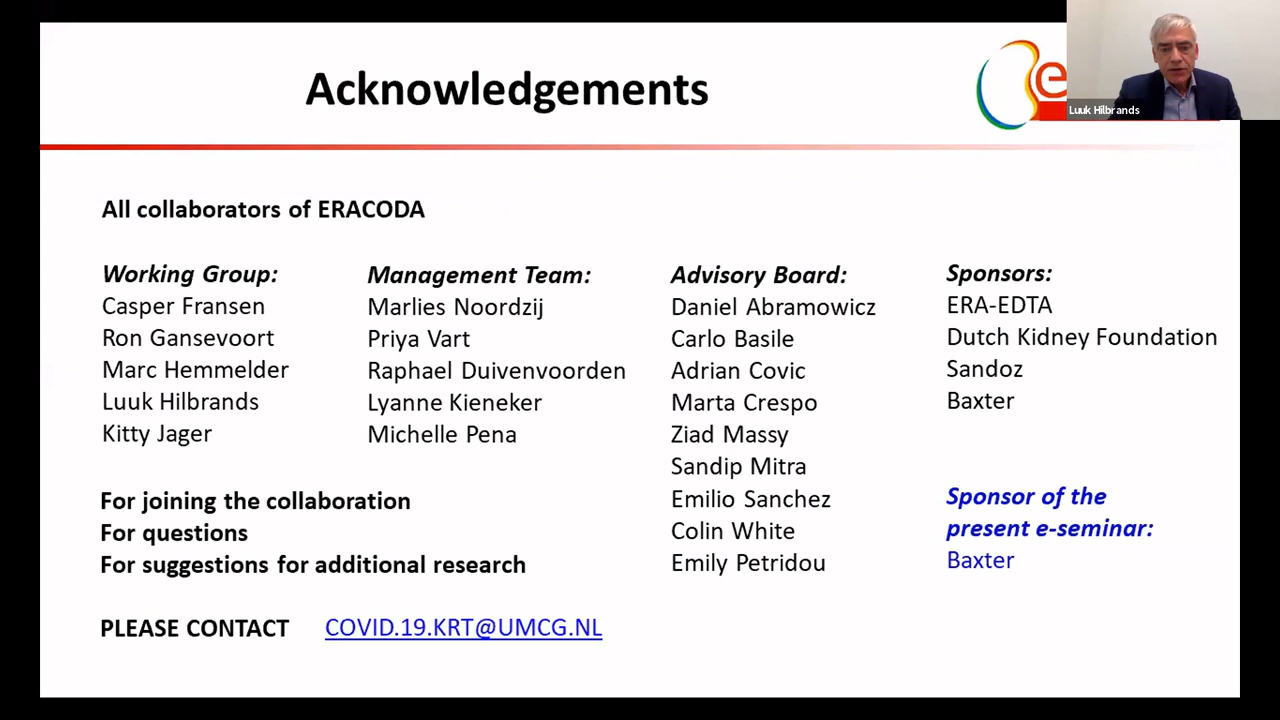 Acknowledgements
e
Luuk Hilbrands
All collaborators of ERACODA
Working Group:
Casper Fransen
Ron Gansevoort
Marc Hemmelder
Luuk Hilbrands
Kitty Jager
Management Team:
Marlies Noordzij
Priya Vart
Raphael Duivenvoorden
Lyanne Kieneker
Michelle Pena
Advisory Board:
Daniel Abramowicz
Carlo Basile
Adrian Covic
Marta Crespo
Ziad Massy
Sandip Mitra
Emilio Sanchez
Colin White
Emily Petridou
Sponsors:
ERA-EDTA
Dutch Kidney Foundation
Sandoz
Baxter
Sponsor of the
present e-seminar:
Baxter
For joining the collaboration
For questions
For suggestions for additional research
PLEASE CONTACT COVID.19.KRT@UMCG.NL